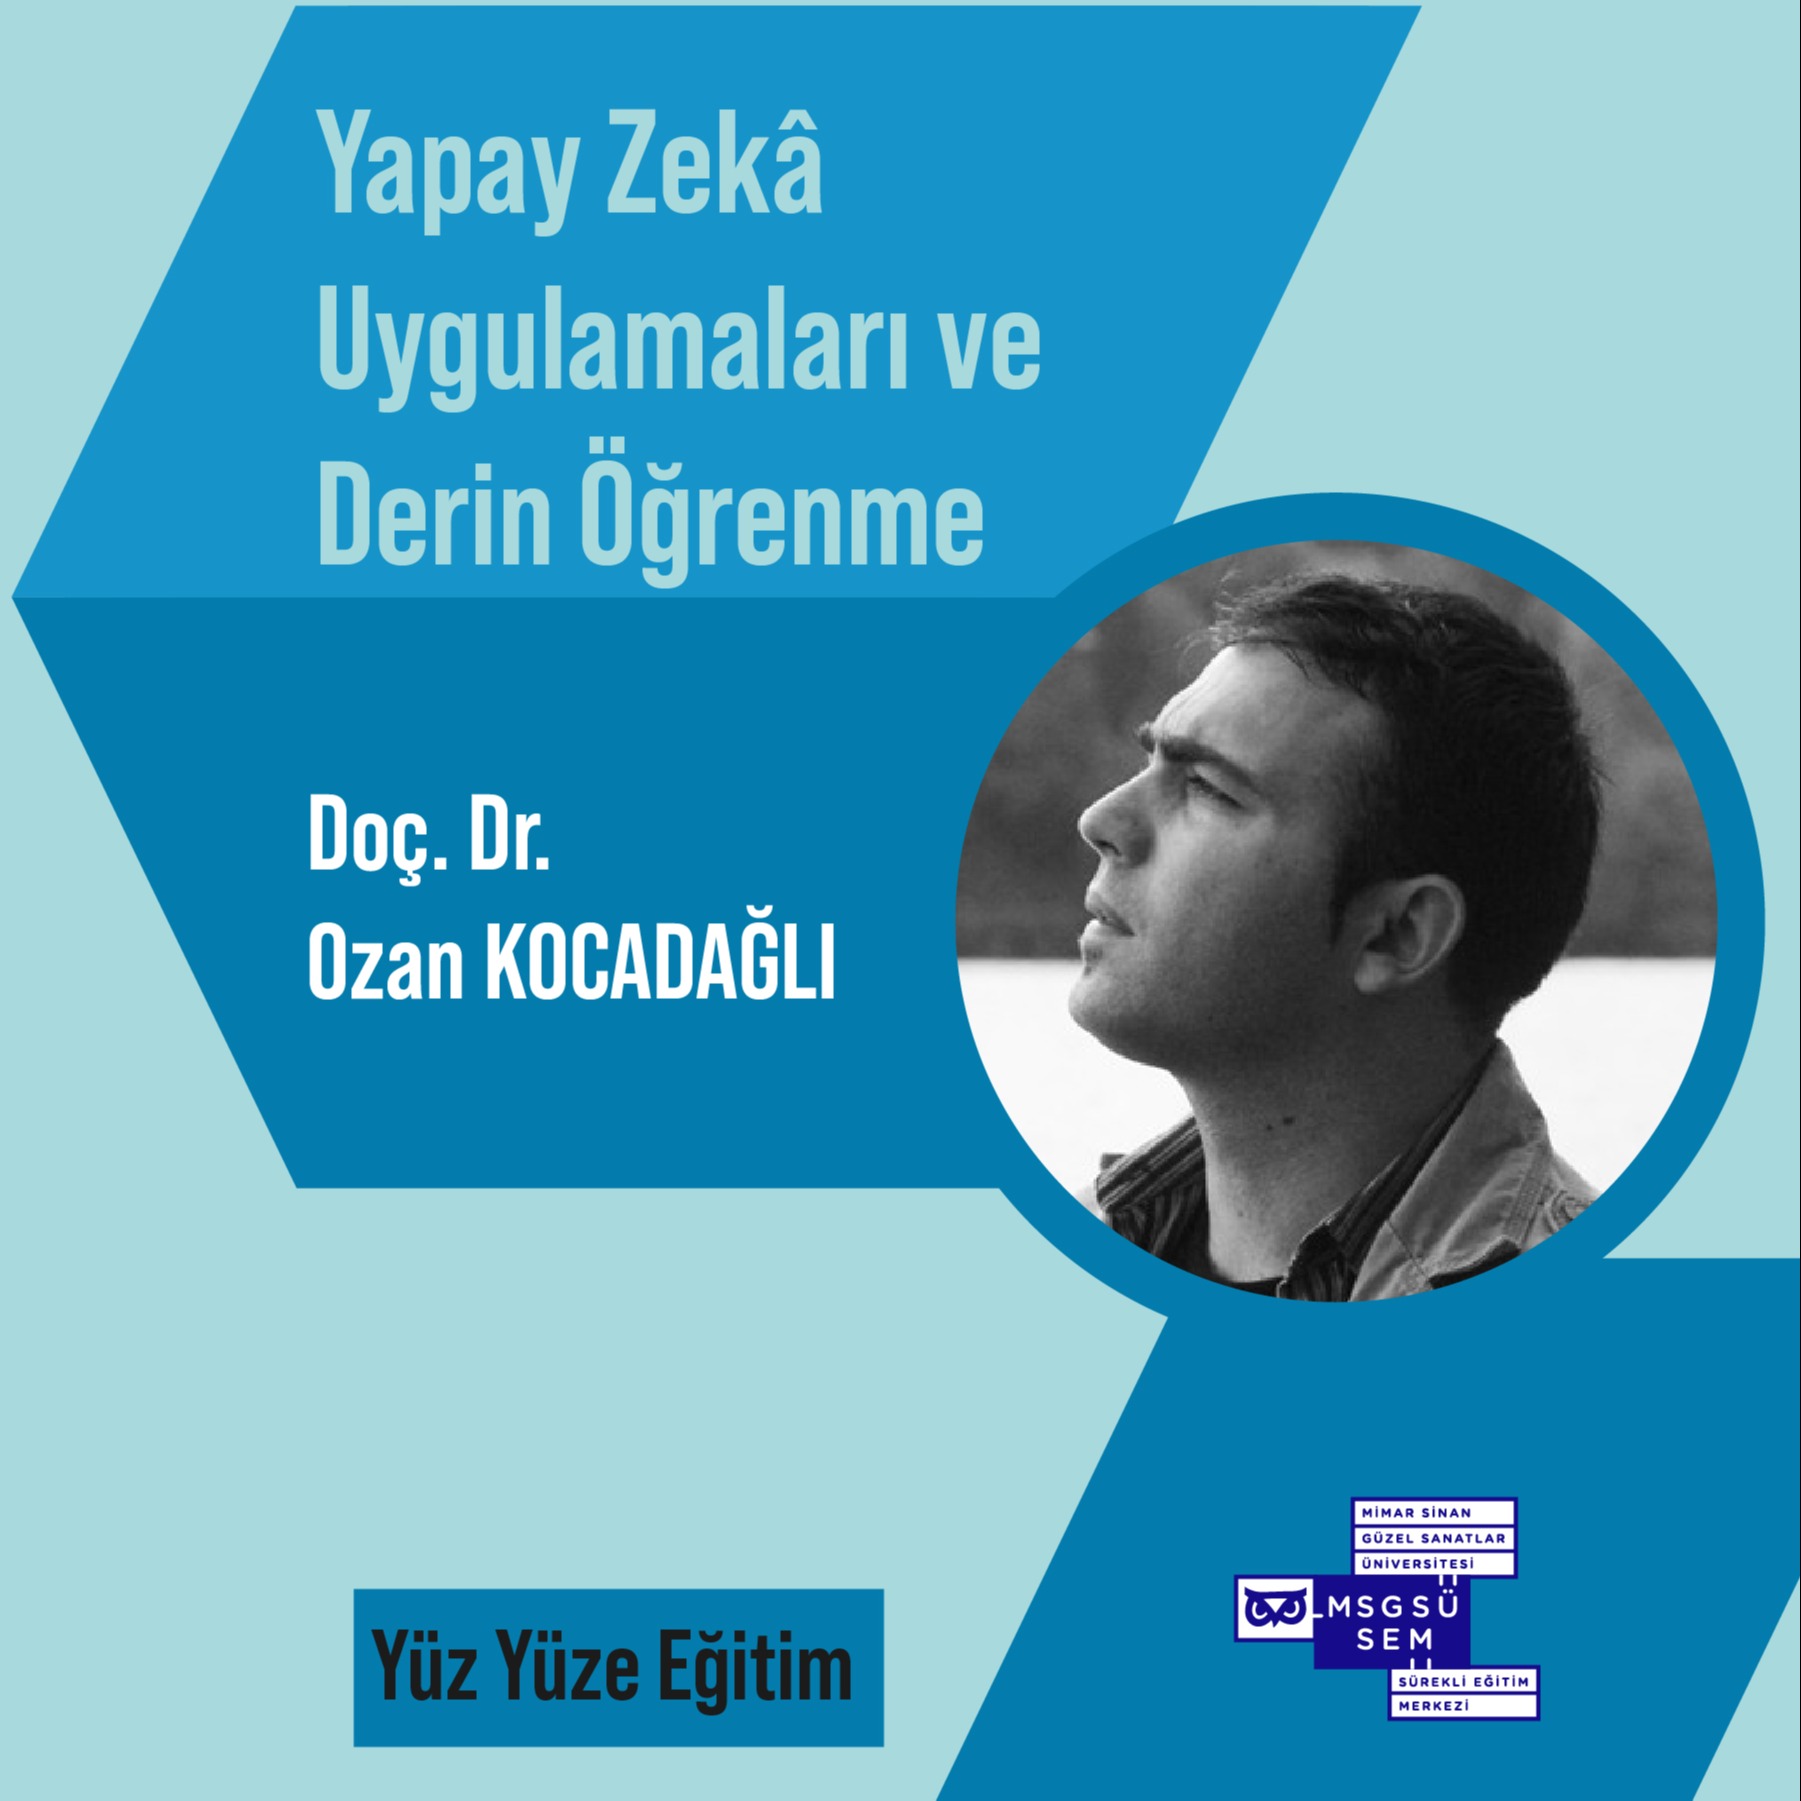 Yapay Zekâ
Uygulamaları ve
Derin Öğrenme
Doç. Dr.
Ozan KOCADAĞLI
Yüz Yüze Eğitim
MİMAR SİNAN
GÜZEL SANATLAR
ÜNİVERSİTESİ
MSGSÜ
SEM
SÜREKLİ EĞİTİM
MERKEZİ